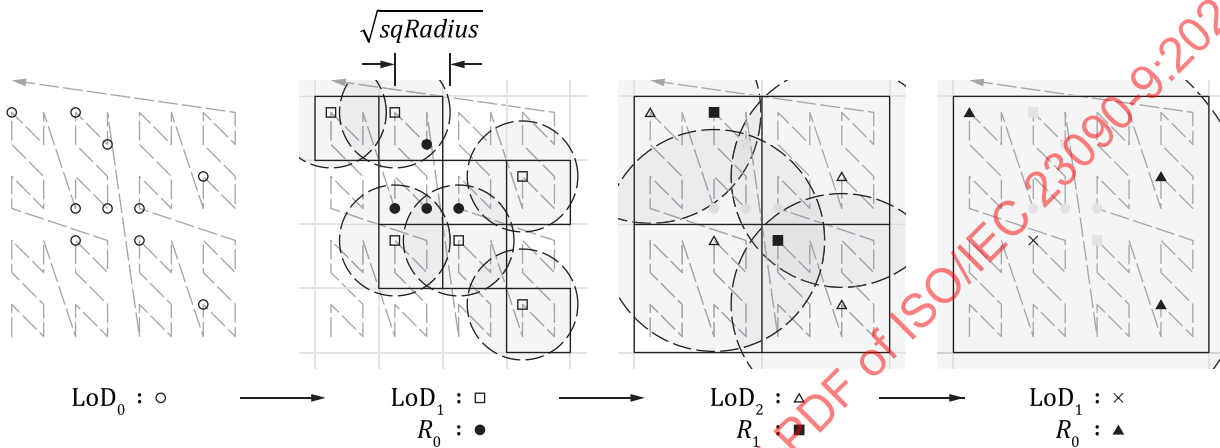 √sqRadius
LoD0 : ○
LoD1 : □
R0 : ●
LoD2 : △
R1 : ■
LoD1 : ×
R0 : ▲
PDF of ISO/IEC 23090-9:202